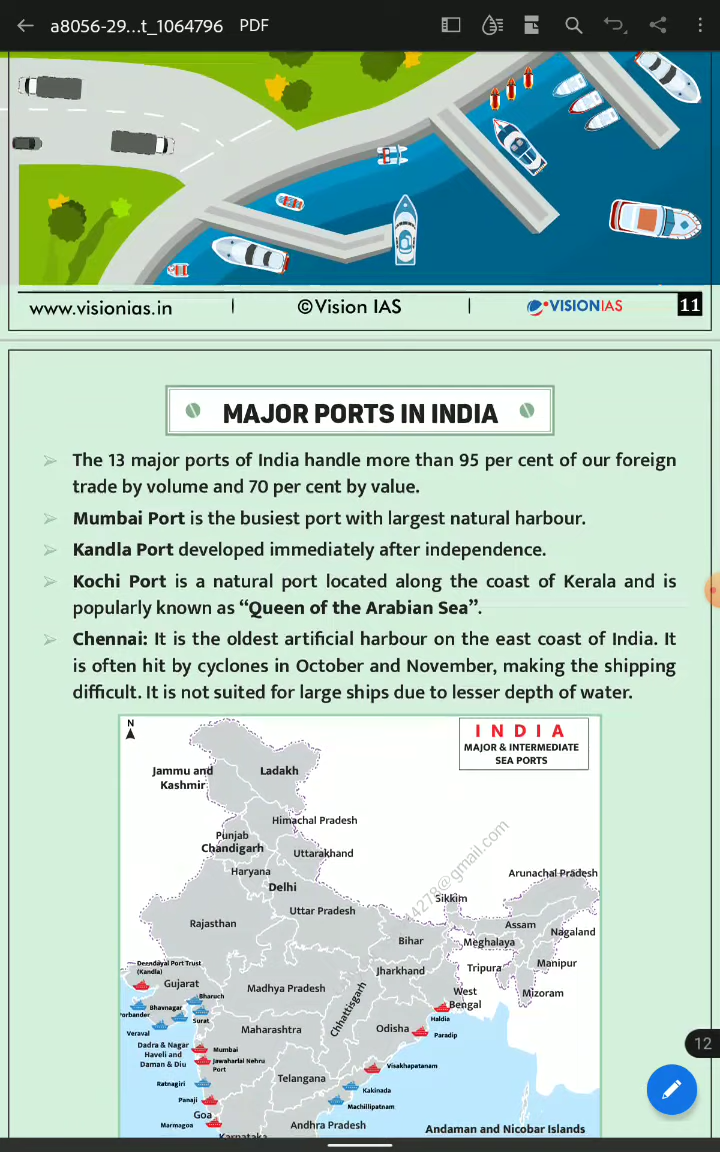 a8056-29...t_1064796 PDF
www.visionias.in | ©Vision IAS | VISIONIAS 11
MAJOR PORTS IN INDIA
The 13 major ports of India handle more than 95 per cent of our foreign
trade by volume and 70 per cent by value.
Mumbai Port is the busiest port with largest natural harbour.
Kandla Port developed immediately after independence.
Kochi Port is a natural port located along the coast of Kerala and is
popularly known as “Queen of the Arabian Sea”.
Chennai: It is the oldest artificial harbour on the east coast of India. It
is often hit by cyclones in October and November, making the shipping
difficult. It is not suited for large ships due to lesser depth of water.
N
INDIA
MAJOR & INTERMEDIATE
SEA PORTS
Jammu and
Kashmir
Ladakh
Himachal Pradesh
Punjab
Chandigarh
Uttarakhand
Haryana
Delhi
44278@gmail.com
Arunachal Pradesh
Sikkim
Uttar Pradesh
Rajasthan
Assam
Nagaland
Bihar
Meghalaya
Deendayal Port Trust
(Kandla)
Jharkhand
Tripura
Manipur
Gujarat
Madhya Pradesh
Chhattisgarh
West
Bengal
Mizoram
Bharuch
Bhavnagar
Porbander
Surat
Haldia
Veraval
Maharashtra
Odisha
Paradip
Dadra & Nagar
Haveli and
Daman & Diu
Mumbai
Jawaharlal Nehru
Port
Visakhapatanam
Ratnagiri
Telangana
Kakinada
Panaji
Machillipatnam
Goa
Marmagoa
Andhra Pradesh
Andaman and Nicobar Islands
Karnataka
12